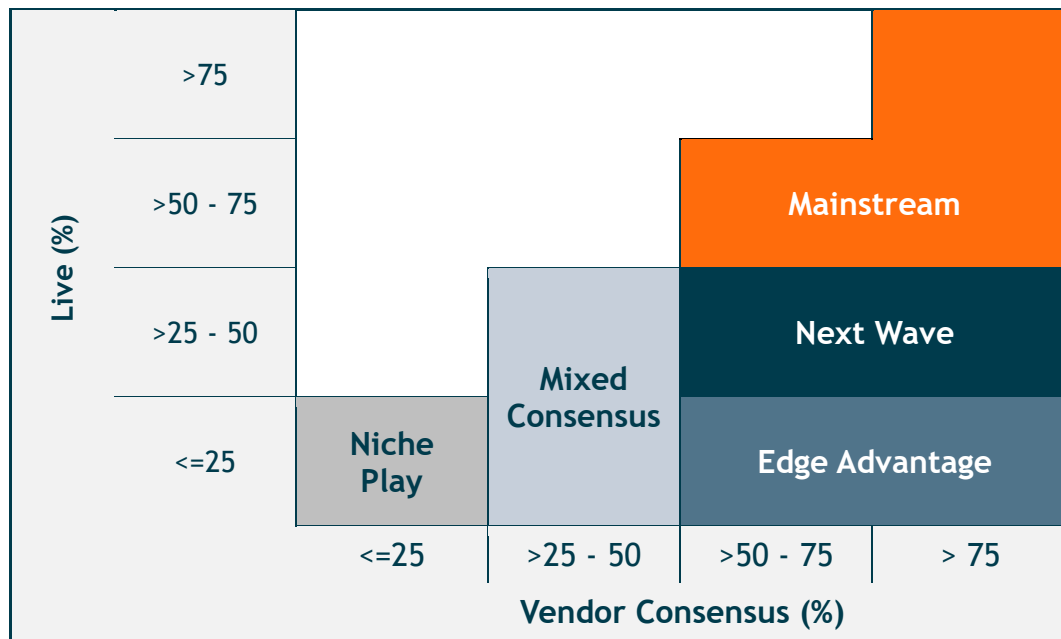 >75
>50 - 75
Mainstream
Live (%)
>25 - 50
Next Wave
Mixed
Consensus
<=25
Niche
Play
Edge Advantage
<=25
>25 - 50
>50 - 75
> 75
Vendor Consensus (%)